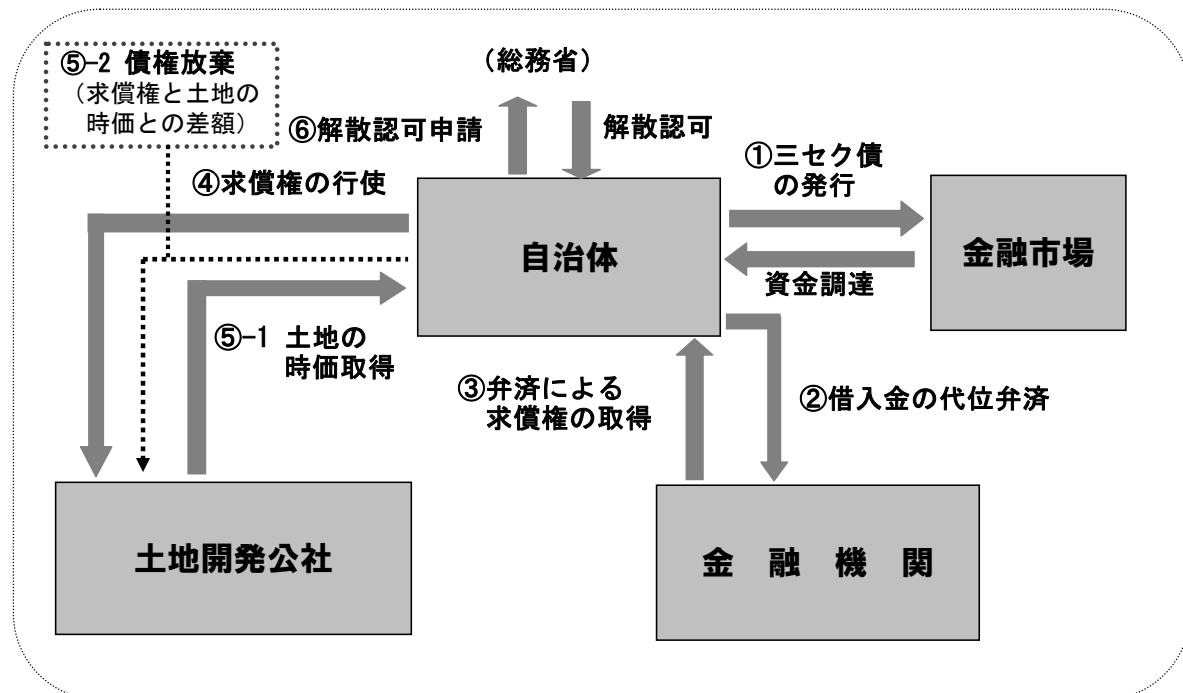 ⑤-2 債権放棄
（求償権と土地の
時価との差額）
（総務省）
⑥解散認可申請
解散認可
①三セク債
の発行
④求償権の行使
自治体
金融市場
資金調達
⑤-1 土地の
時価取得
③弁済による
求償権の取得
②借入金の代位弁済
土地開発公社
金　融　機　関